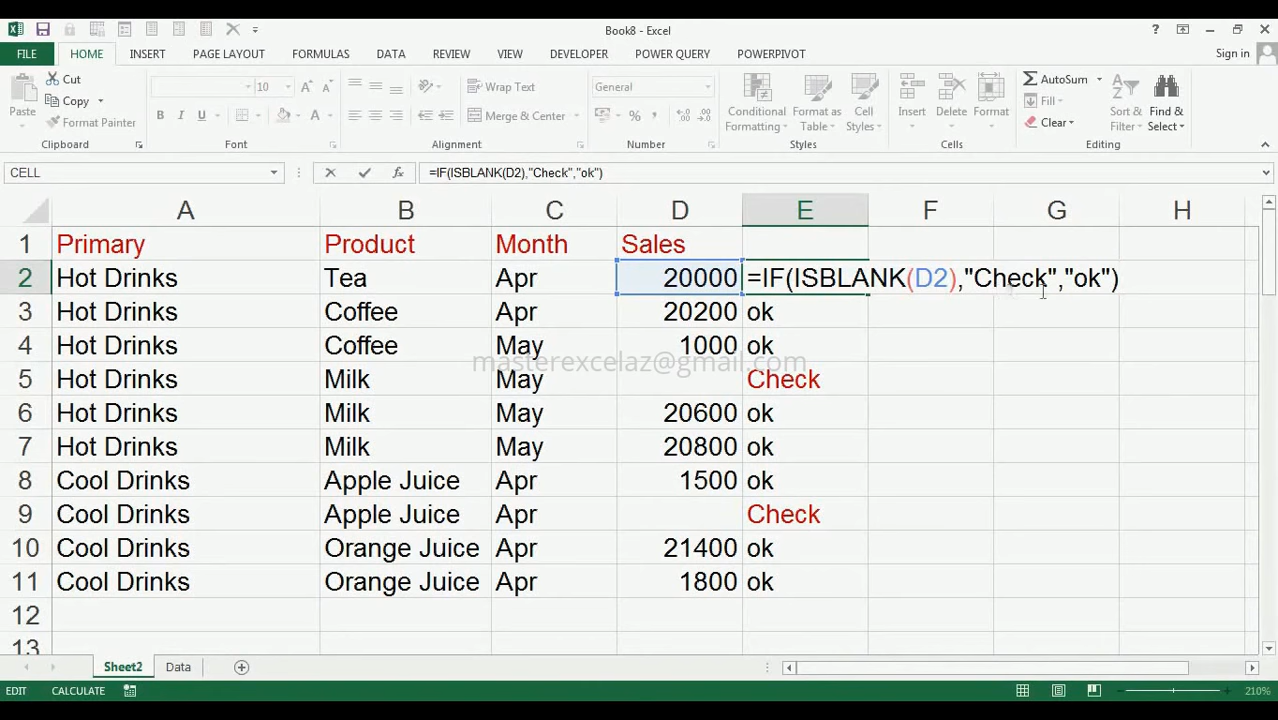 Book8 - Excel
FILE HOME INSERT PAGE LAYOUT FORMULAS DATA REVIEW VIEW DEVELOPER POWER QUERY POWERPIVOT Sign in
Paste Cut Copy Format Painter
10 A A B I U A
Wrap Text Merge & Center
General % ,
Conditional Formatting Format as Table Cell Styles
Insert Delete Format
AutoSum Fill Clear Sort & Filter Find & Select
Clipboard Font Alignment Number Styles Cells Editing
CELL fx =IF(ISBLANK(D2),"Check","ok")
A B C D E F G H
1 Primary Product Month Sales
2 Hot Drinks Tea Apr 20000 =IF(ISBLANK(D2),"Check","ok")
3 Hot Drinks Coffee Apr 20200 ok
4 Hot Drinks Coffee May 1000 ok
masterexcelaz@gmail.com
5 Hot Drinks Milk May Check
6 Hot Drinks Milk May 20600 ok
7 Hot Drinks Milk May 20800 ok
8 Cool Drinks Apple Juice Apr 1500 ok
9 Cool Drinks Apple Juice Apr Check
10 Cool Drinks Orange Juice Apr 21400 ok
11 Cool Drinks Orange Juice Apr 1800 ok
12
13
Sheet2 Data
EDIT CALCULATE 210%